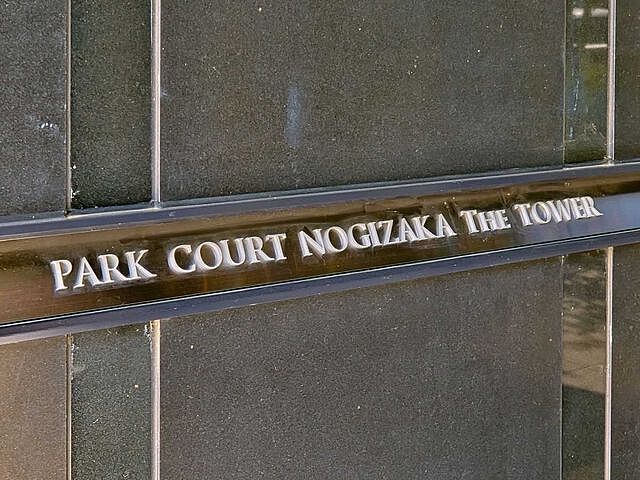 PARK COURT NOGIZAKA THE TOWER